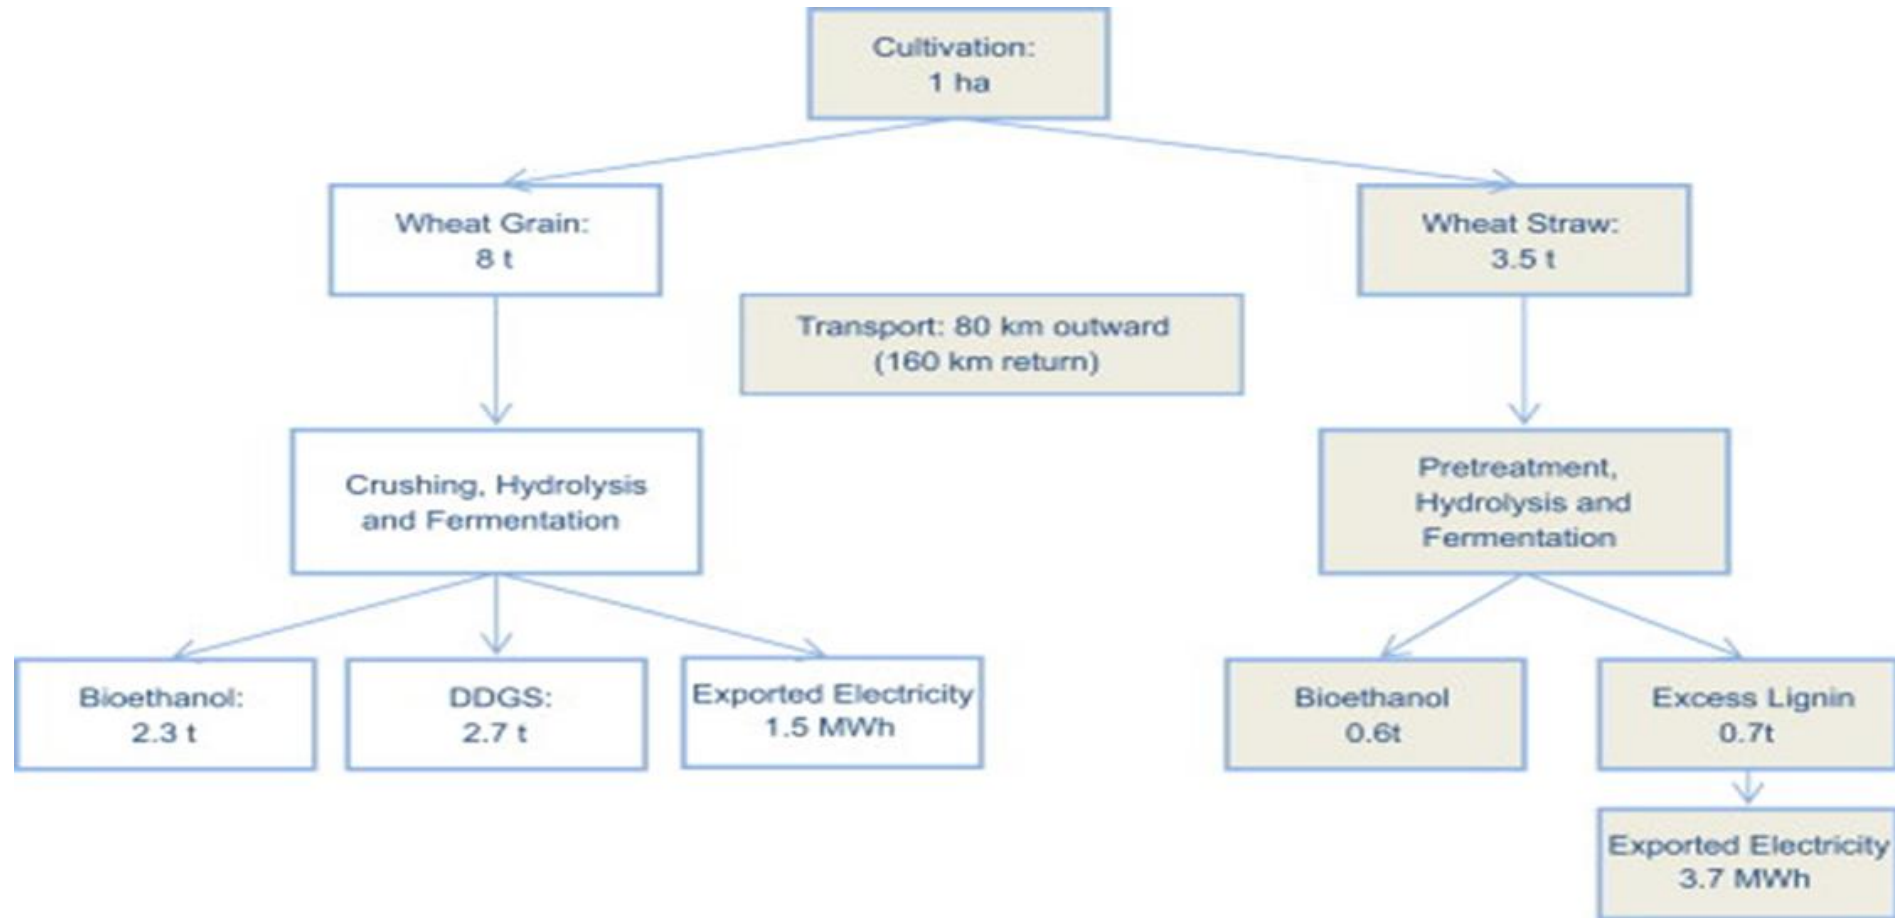 Cultivation:
1 ha
Wheat Grain:
8 t
Wheat Straw:
3.5 t
Transport: 80 km outward
(160 km return)
Crushing, Hydrolysis
and Fermentation
Pretreatment,
Hydrolysis and
Fermentation
Bioethanol:
2.3 t
DDGS:
2.7 t
Exported Electricity
1.5 MWh
Bioethanol
0.6t
Excess Lignin
0.7t
Exported Electricity
3.7 MWh